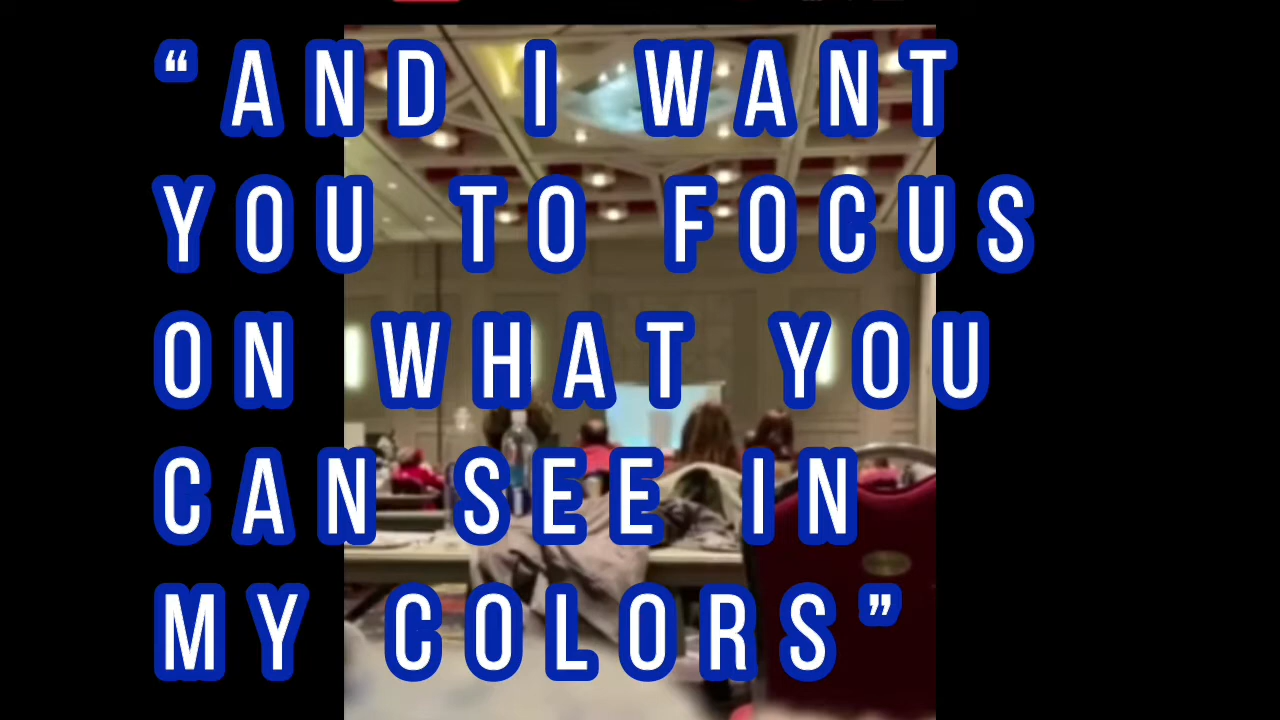 “AND I WANT
YOU TO FOCUS
ON WHAT YOU
CAN SEE IN
MY COLORS”